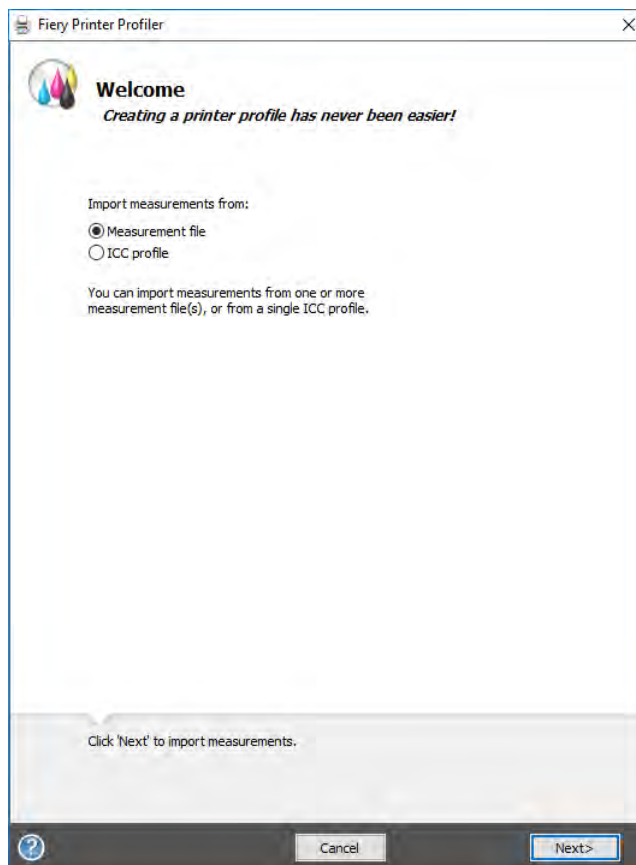 Fiery Printer Profiler
Welcome
Creating a printer profile has never been easier!
Import measurements from:
Measurement file
ICC profile
You can import measurements from one or more
measurement file(s), or from a single ICC profile.
Click 'Next' to import measurements.
?
Cancel
Next>